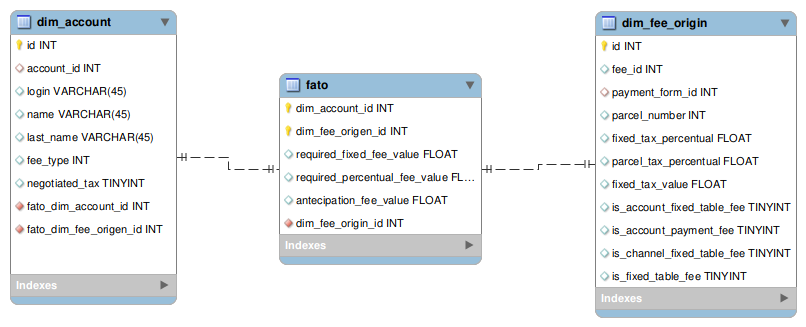 dim_account
id INT
account_id INT
login VARCHAR(45)
name VARCHAR(45)
last_name VARCHAR(45)
fee_type INT
negotiated_tax TINYINT
fato_dim_account_id INT
fato_dim_fee_origen_id INT
Indexes
fato
dim_account_id INT
dim_fee_origen_id INT
required_fixed_fee_value FLOAT
required_percentual_fee_value FL...
antecipation_fee_value FLOAT
dim_fee_origin_id INT
Indexes
dim_fee_origin
id INT
fee_id INT
payment_form_id INT
parcel_number INT
fixed_tax_percentual FLOAT
parcel_tax_percentual FLOAT
fixed_tax_value FLOAT
is_account_fixed_table_fee TINYINT
is_account_payment_fee TINYINT
is_channel_fixed_table_fee TINYINT
is_fixed_table_fee TINYINT
Indexes